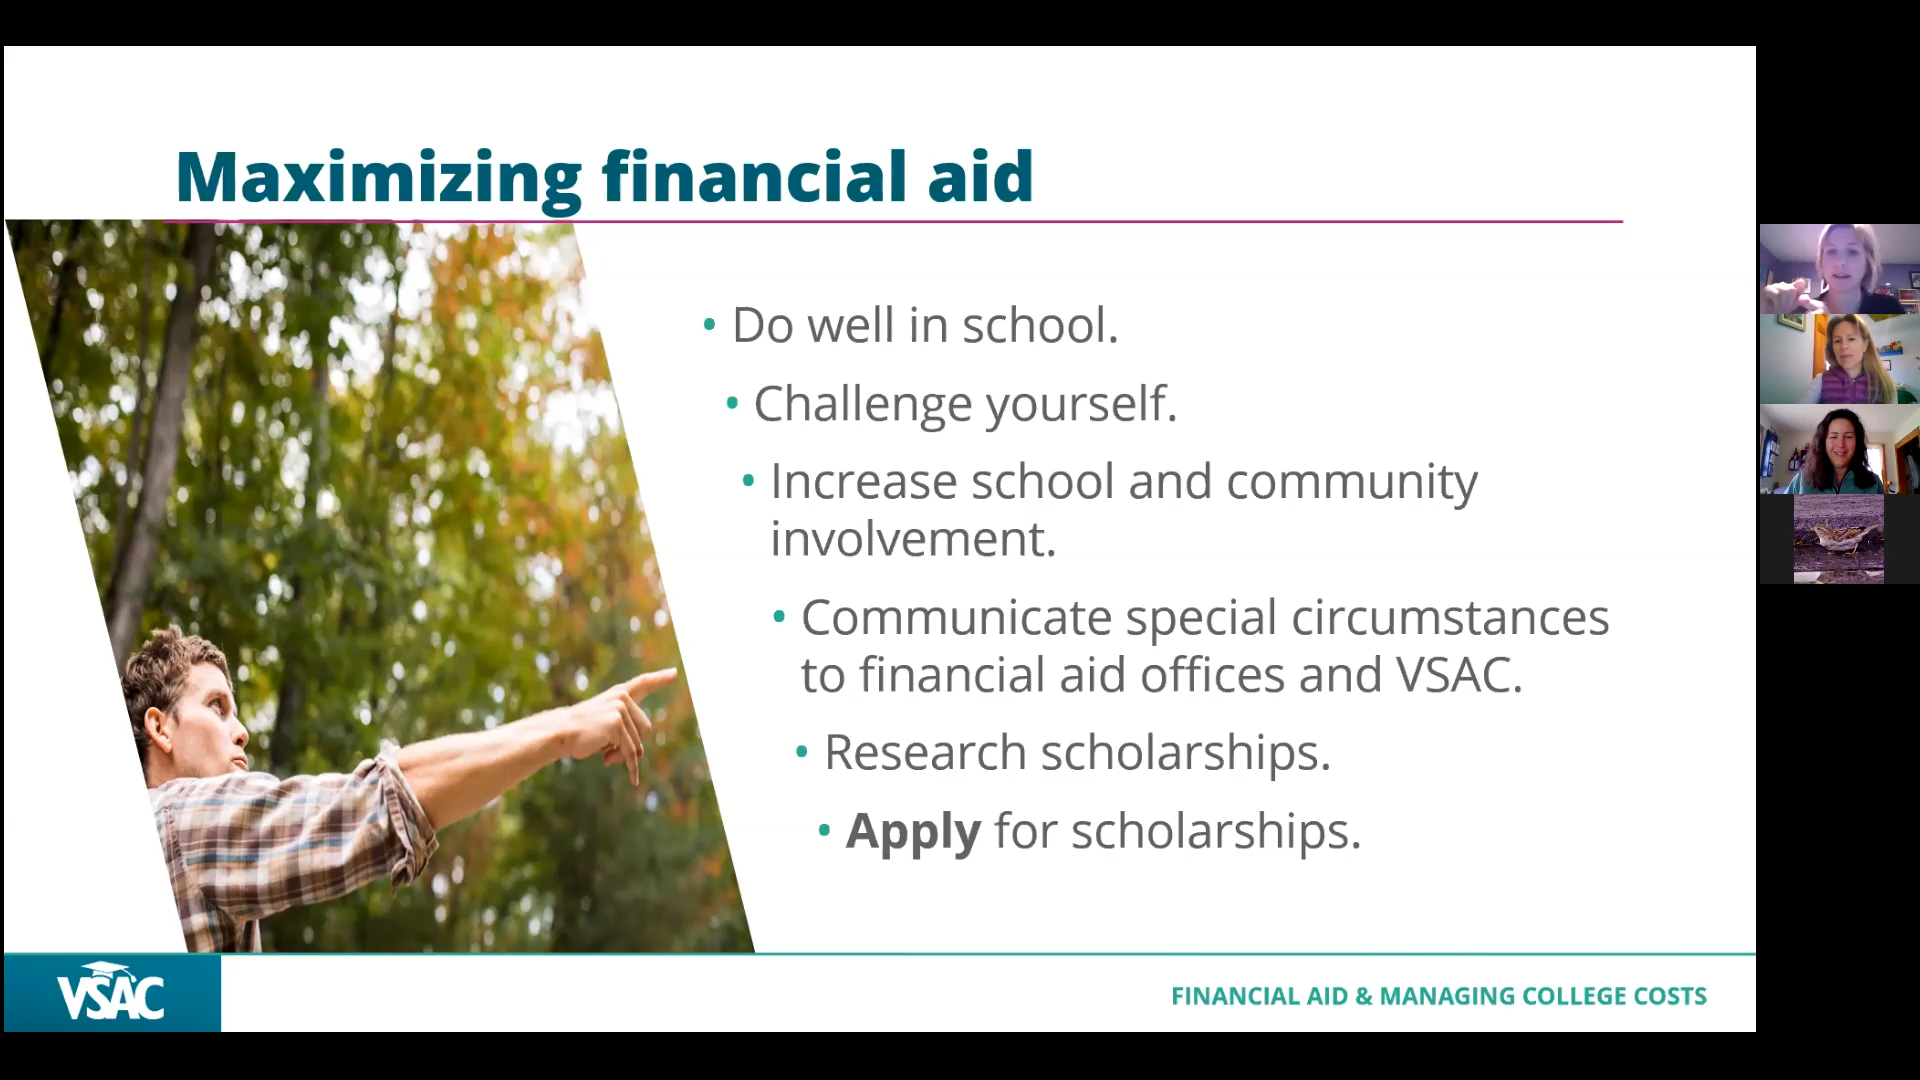 Maximizing financial aid
• Do well in school.
• Challenge yourself.
• Increase school and community
involvement.
• Communicate special circumstances
to financial aid offices and VSAC.
• Research scholarships.
• Apply for scholarships.
VSAC
FINANCIAL AID & MANAGING COLLEGE COSTS